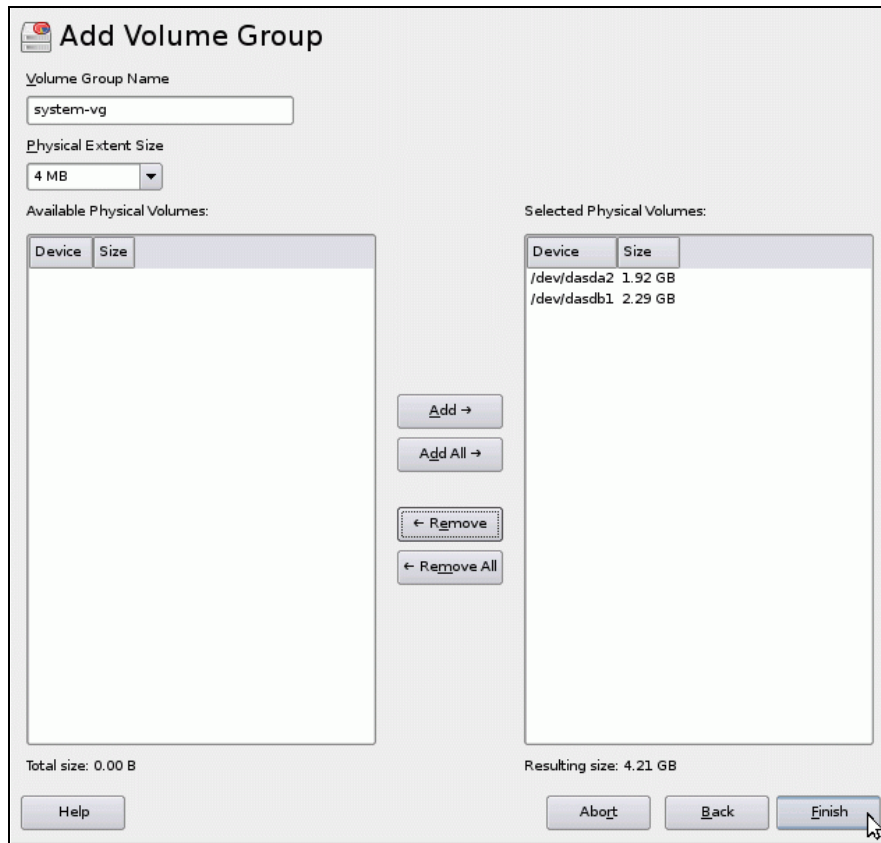 Add Volume Group
Volume Group Name
system-vg
Physical Extent Size
4 MB
Available Physical Volumes:
Device Size
Selected Physical Volumes:
Device Size
/dev/dasda2 1.92 GB
/dev/dasdb1 2.29 GB
Add →
Add All →
← Remove
← Remove All
Total size: 0.00 B
Resulting size: 4.21 GB
Help
Abort
Back
Finish